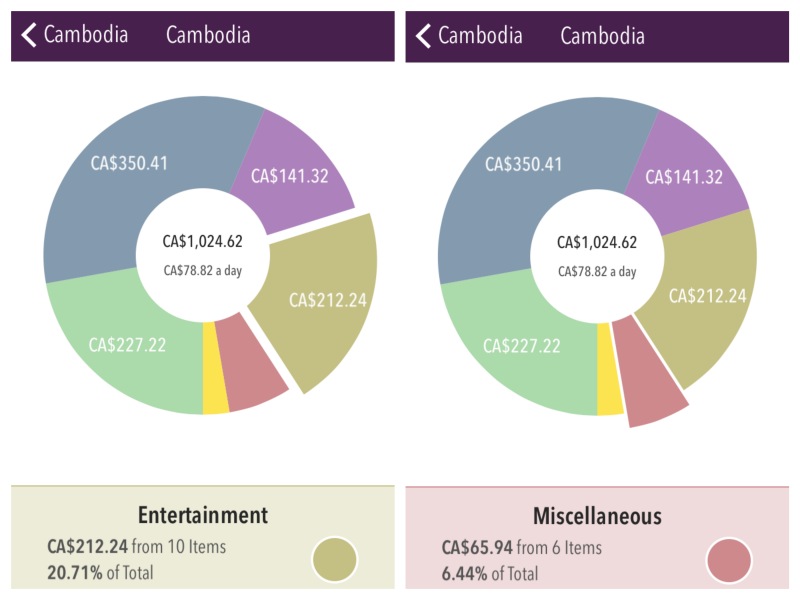 Cambodia Cambodia
CA$350.41
CA$141.32
CA$1,024.62
CA$78.82 a day
CA$212.24
CA$227.22
Entertainment
CA$212.24 from 10 Items
20.71% of Total
Cambodia Cambodia
CA$350.41
CA$141.32
CA$1,024.62
CA$78.82 a day
CA$212.24
CA$227.22
Miscellaneous
CA$65.94 from 6 Items
6.44% of Total